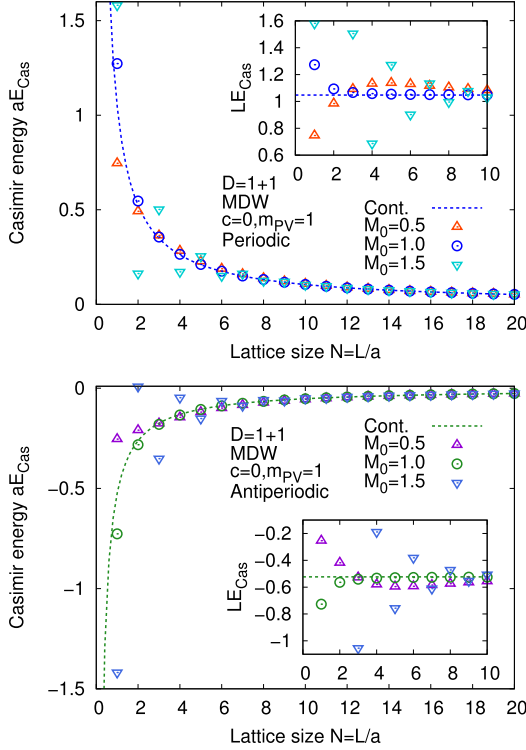 Casimir energy aE_Cas
1.5
1
0.5
0
0 2 4 6 8 10 12 14 16 18 20
Lattice size N=L/a
D=1+1
MDW
c=0,m_PV=1
Periodic
Cont.
M_0=0.5
M_0=1.0
M_0=1.5
LE_Cas
1.6
1.4
1.2
1
0.8
0.6
0 2 4 6 8 10
Casimir energy aE_Cas
0
−0.5
−1
−1.5
0 2 4 6 8 10 12 14 16 18 20
Lattice size N=L/a
D=1+1
MDW
c=0,m_PV=1
Antiperiodic
Cont.
M_0=0.5
M_0=1.0
M_0=1.5
LE_Cas
−0.2
−0.4
−0.6
−0.8
−1
0 2 4 6 8 10